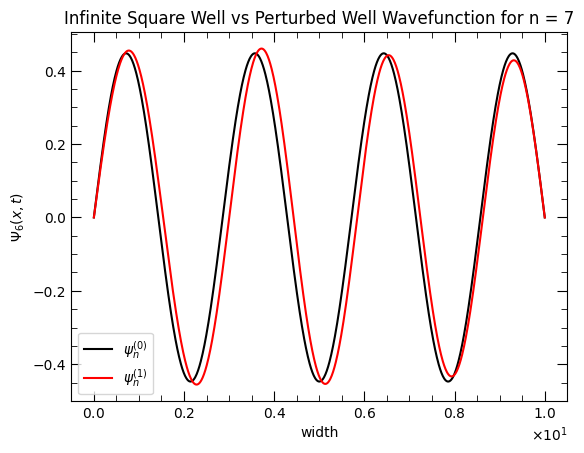 Infinite Square Well vs Perturbed Well Wavefunction for n = 7
Ψ₆(x, t)
0.4
0.2
0.0
−0.2
−0.4
ψₙ⁽⁰⁾
ψₙ⁽¹⁾
0.0 0.2 0.4 0.6 0.8 1.0
width
×10¹